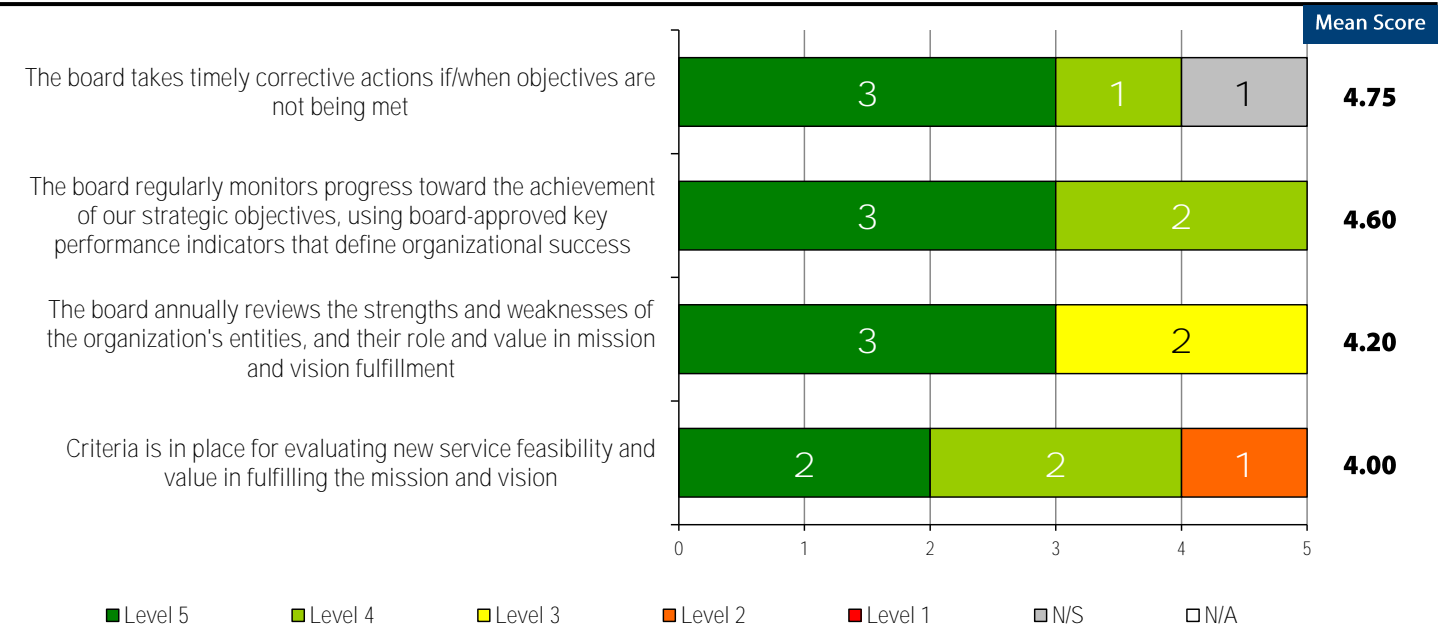 Mean Score
The board takes timely corrective actions if/when objectives are
not being met
3
1
1
4.75
The board regularly monitors progress toward the achievement
of our strategic objectives, using board-approved key
performance indicators that define organizational success
3
2
4.60
The board annually reviews the strengths and weaknesses of
the organization's entities, and their role and value in mission
and vision fulfillment
3
2
4.20
Criteria is in place for evaluating new service feasibility and
value in fulfilling the mission and vision
2
2
1
4.00
0 1 2 3 4 5
Level 5 Level 4 Level 3 Level 2 Level 1 N/S N/A